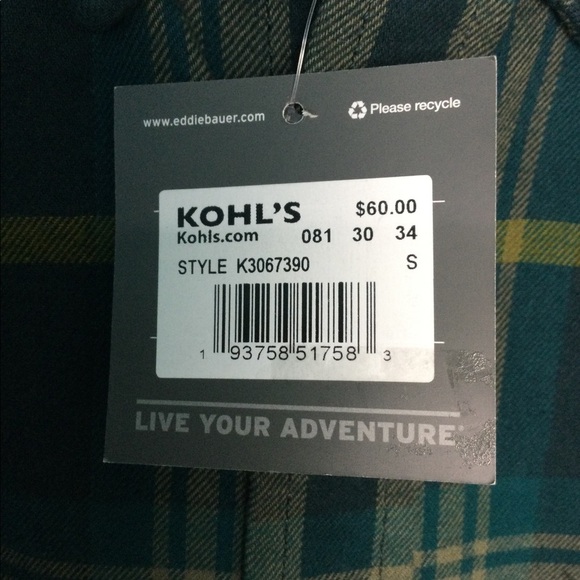 www.eddiebauer.com
Please recycle
KOHL'S $60.00
Kohls.com 081 30 34
STYLE K3067390 S
1 93758 51758 3
LIVE YOUR ADVENTURE®